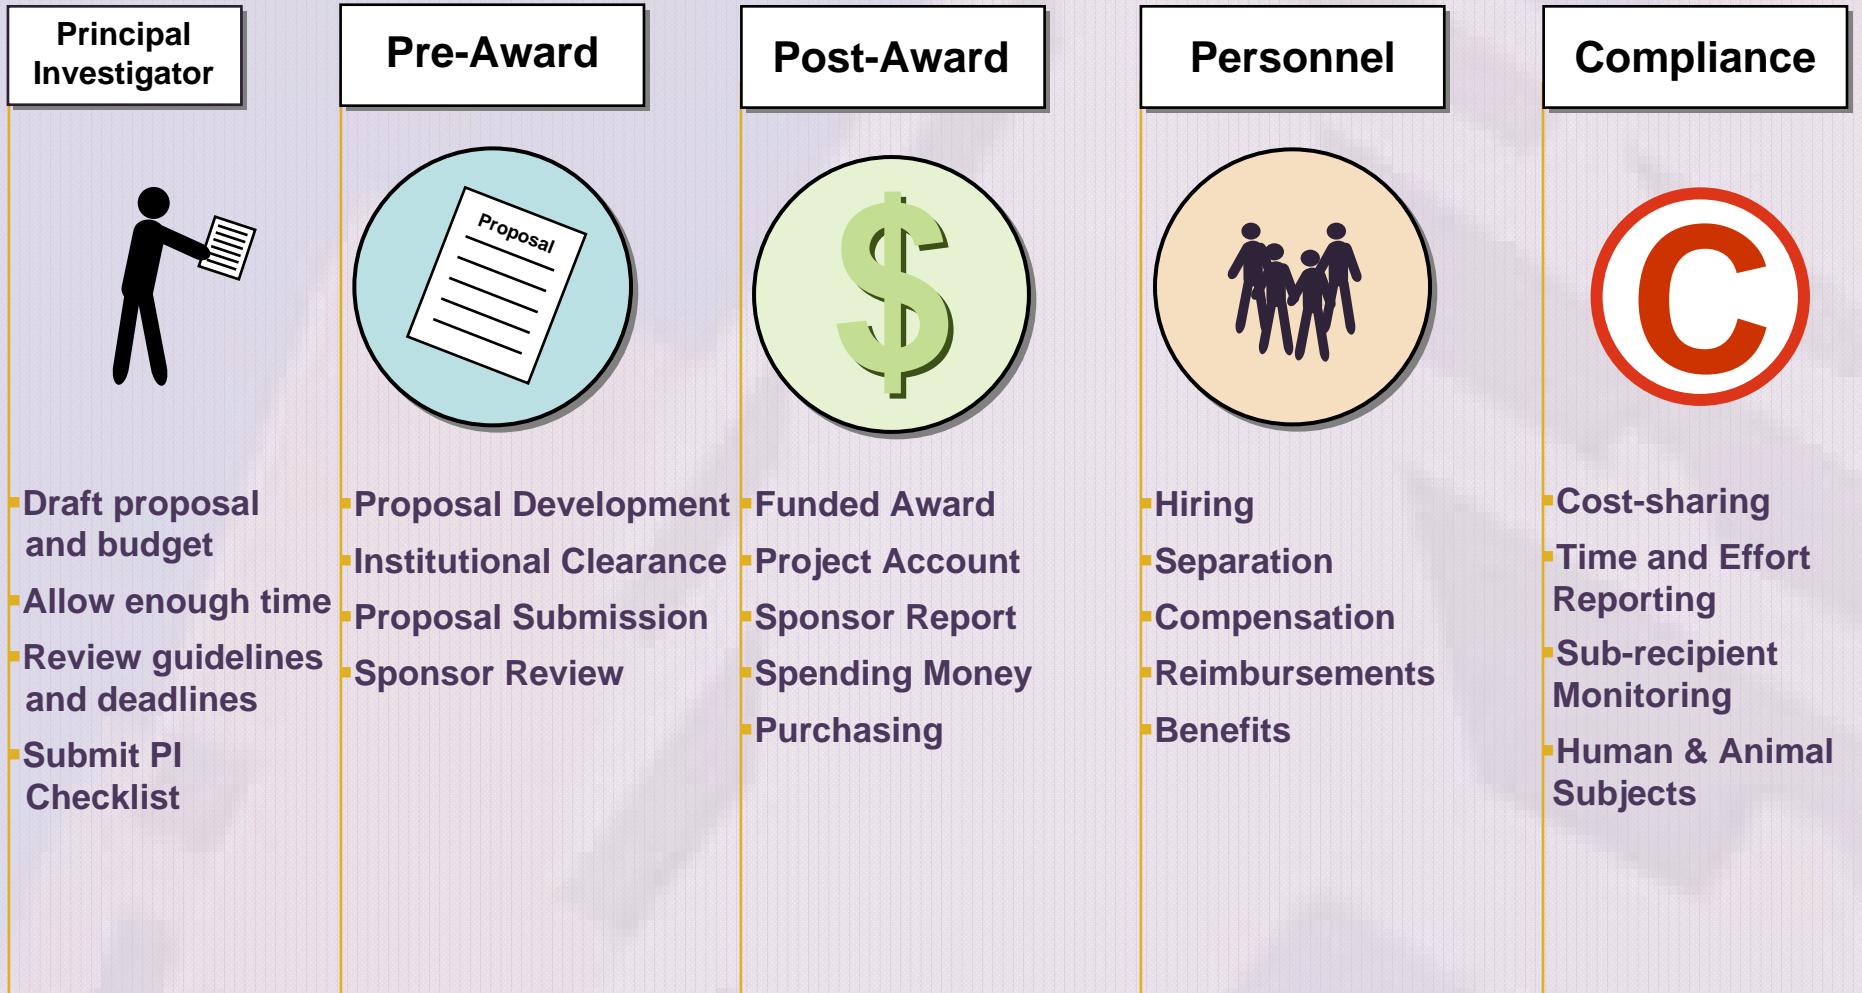 Principal
Investigator
Draft proposal
and budget
Allow enough time
Review guidelines
and deadlines
Submit PI
Checklist
Pre-Award
Proposal
Proposal Development
Institutional Clearance
Proposal Submission
Sponsor Review
Post-Award
$
Funded Award
Project Account
Sponsor Report
Spending Money
Purchasing
Personnel
Hiring
Separation
Compensation
Reimbursements
Benefits
Compliance
C
Cost-sharing
Time and Effort
Reporting
Sub-recipient
Monitoring
Human & Animal
Subjects